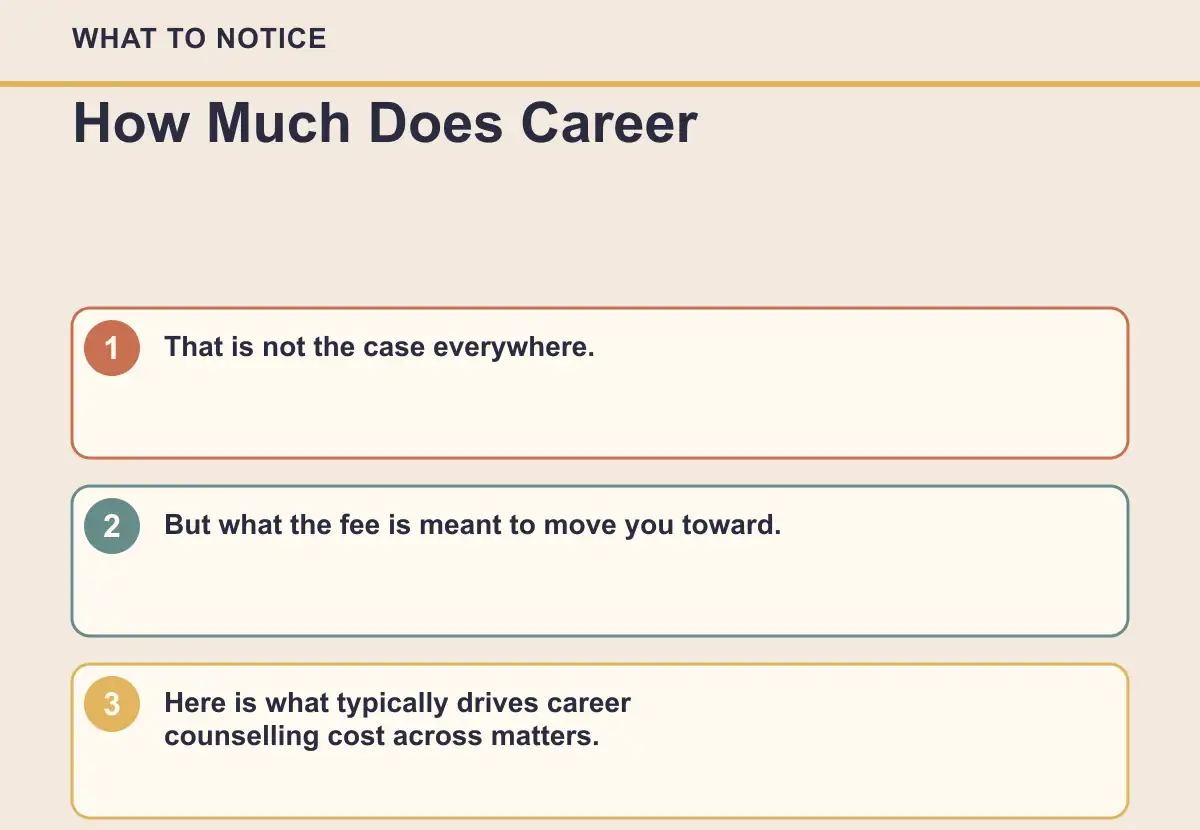 WHAT TO NOTICE
How Much Does Career
1
That is not the case everywhere.
2
But what the fee is meant to move you toward.
3
Here is what typically drives career
counselling cost across matters.